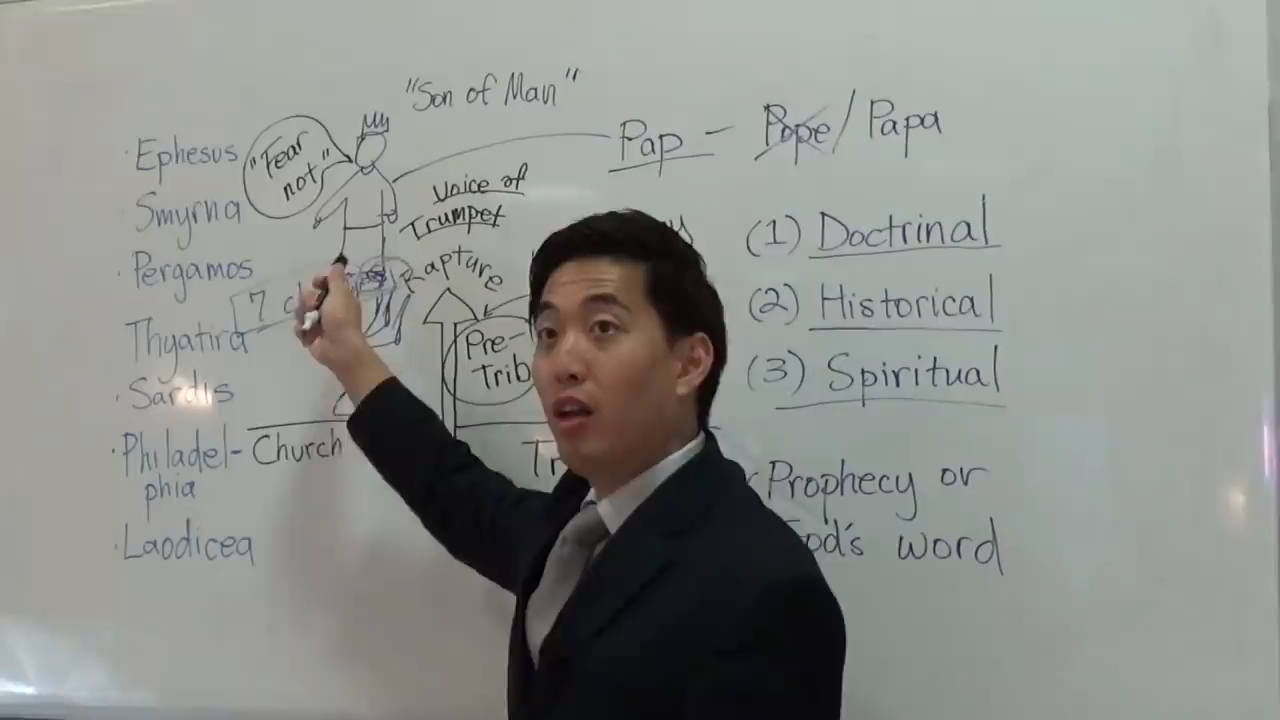 "Son of Man"
Pap - Pope / Papa
"Fear
not"
· Ephesus
Smyrna
· Pergamos
Thyatira
· Sardis
· Philadel-
phia
· Laodicea
Voice of
Trumpet
Rapture
7
Pre-
Trib
Church
(1) Doctrinal
(2) Historical
(3) Spiritual
Prophecy or
God's word